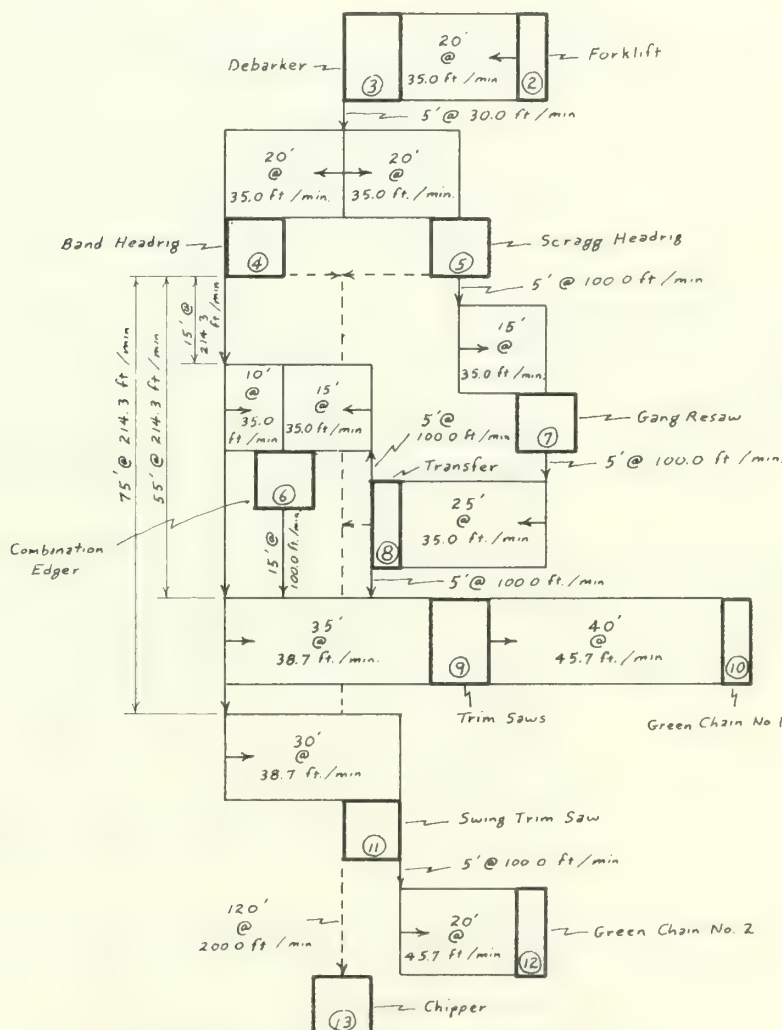 Debarker
20'
@
35.0 ft/min
Forklift
③
②
5' @ 30.0 ft/min
20'
@
35.0 ft/min.
20'
@
35.0 ft/min.
Band Headrig
④
⑤
Scragg Headrig
5' @ 100.0 ft/min
15' @
214.3
ft/min
15'
@
35.0 ft/min
75' @ 214.3 ft/min
55' @ 214.3 ft/min
10'
@
35.0
ft/min
15'
@
35.0 ft/min
5' @
100.0 ft/min
⑦
Gang Resaw
Transfer
5' @ 100.0 ft/min.
⑥
Combination
Edger
15' @
100.0 ft/min.
⑧
25'
@
35.0 ft./min
5' @ 100.0 ft./min
35'
@
38.7 ft./min.
⑨
40'
@
45.7 ft./min
⑩
Trim Saws
Green Chain No.
30'
@
38.7 ft./min
⑪
Swing Trim Saw
5' @ 100.0 ft/min
120'
@
200.0 ft/min
20'
@
45.7 ft/min
⑫
Green Chain No. 2
⑬
Chipper